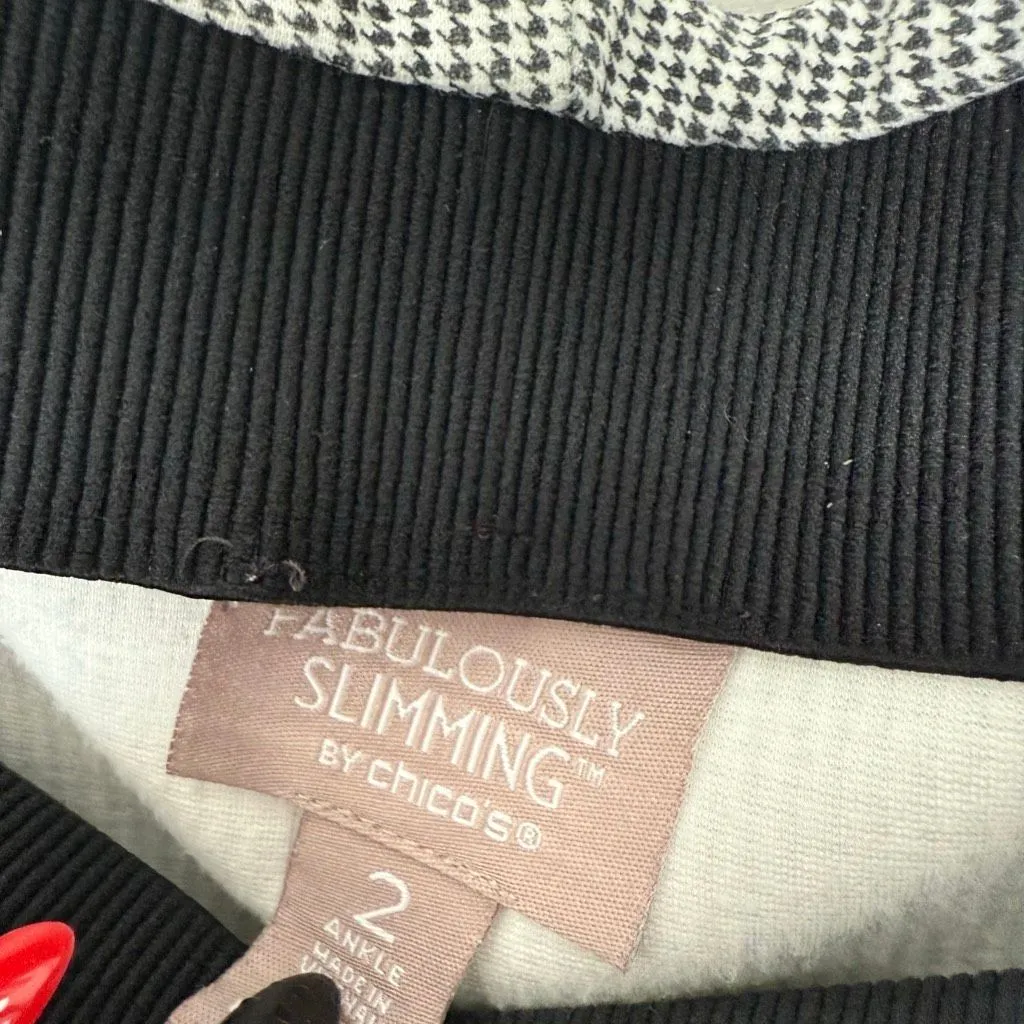 FABULOUSLY
SLIMMING™
BY chico's®
2
ANKLE
MADE IN